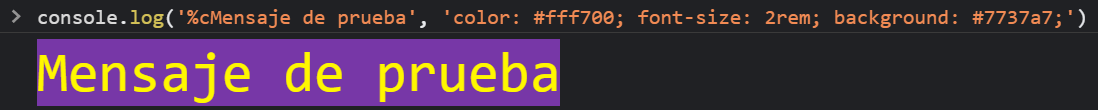 > console.log('%cMensaje de prueba', 'color: #fff700; font-size: 2rem; background: #7737a7;')
Mensaje de prueba